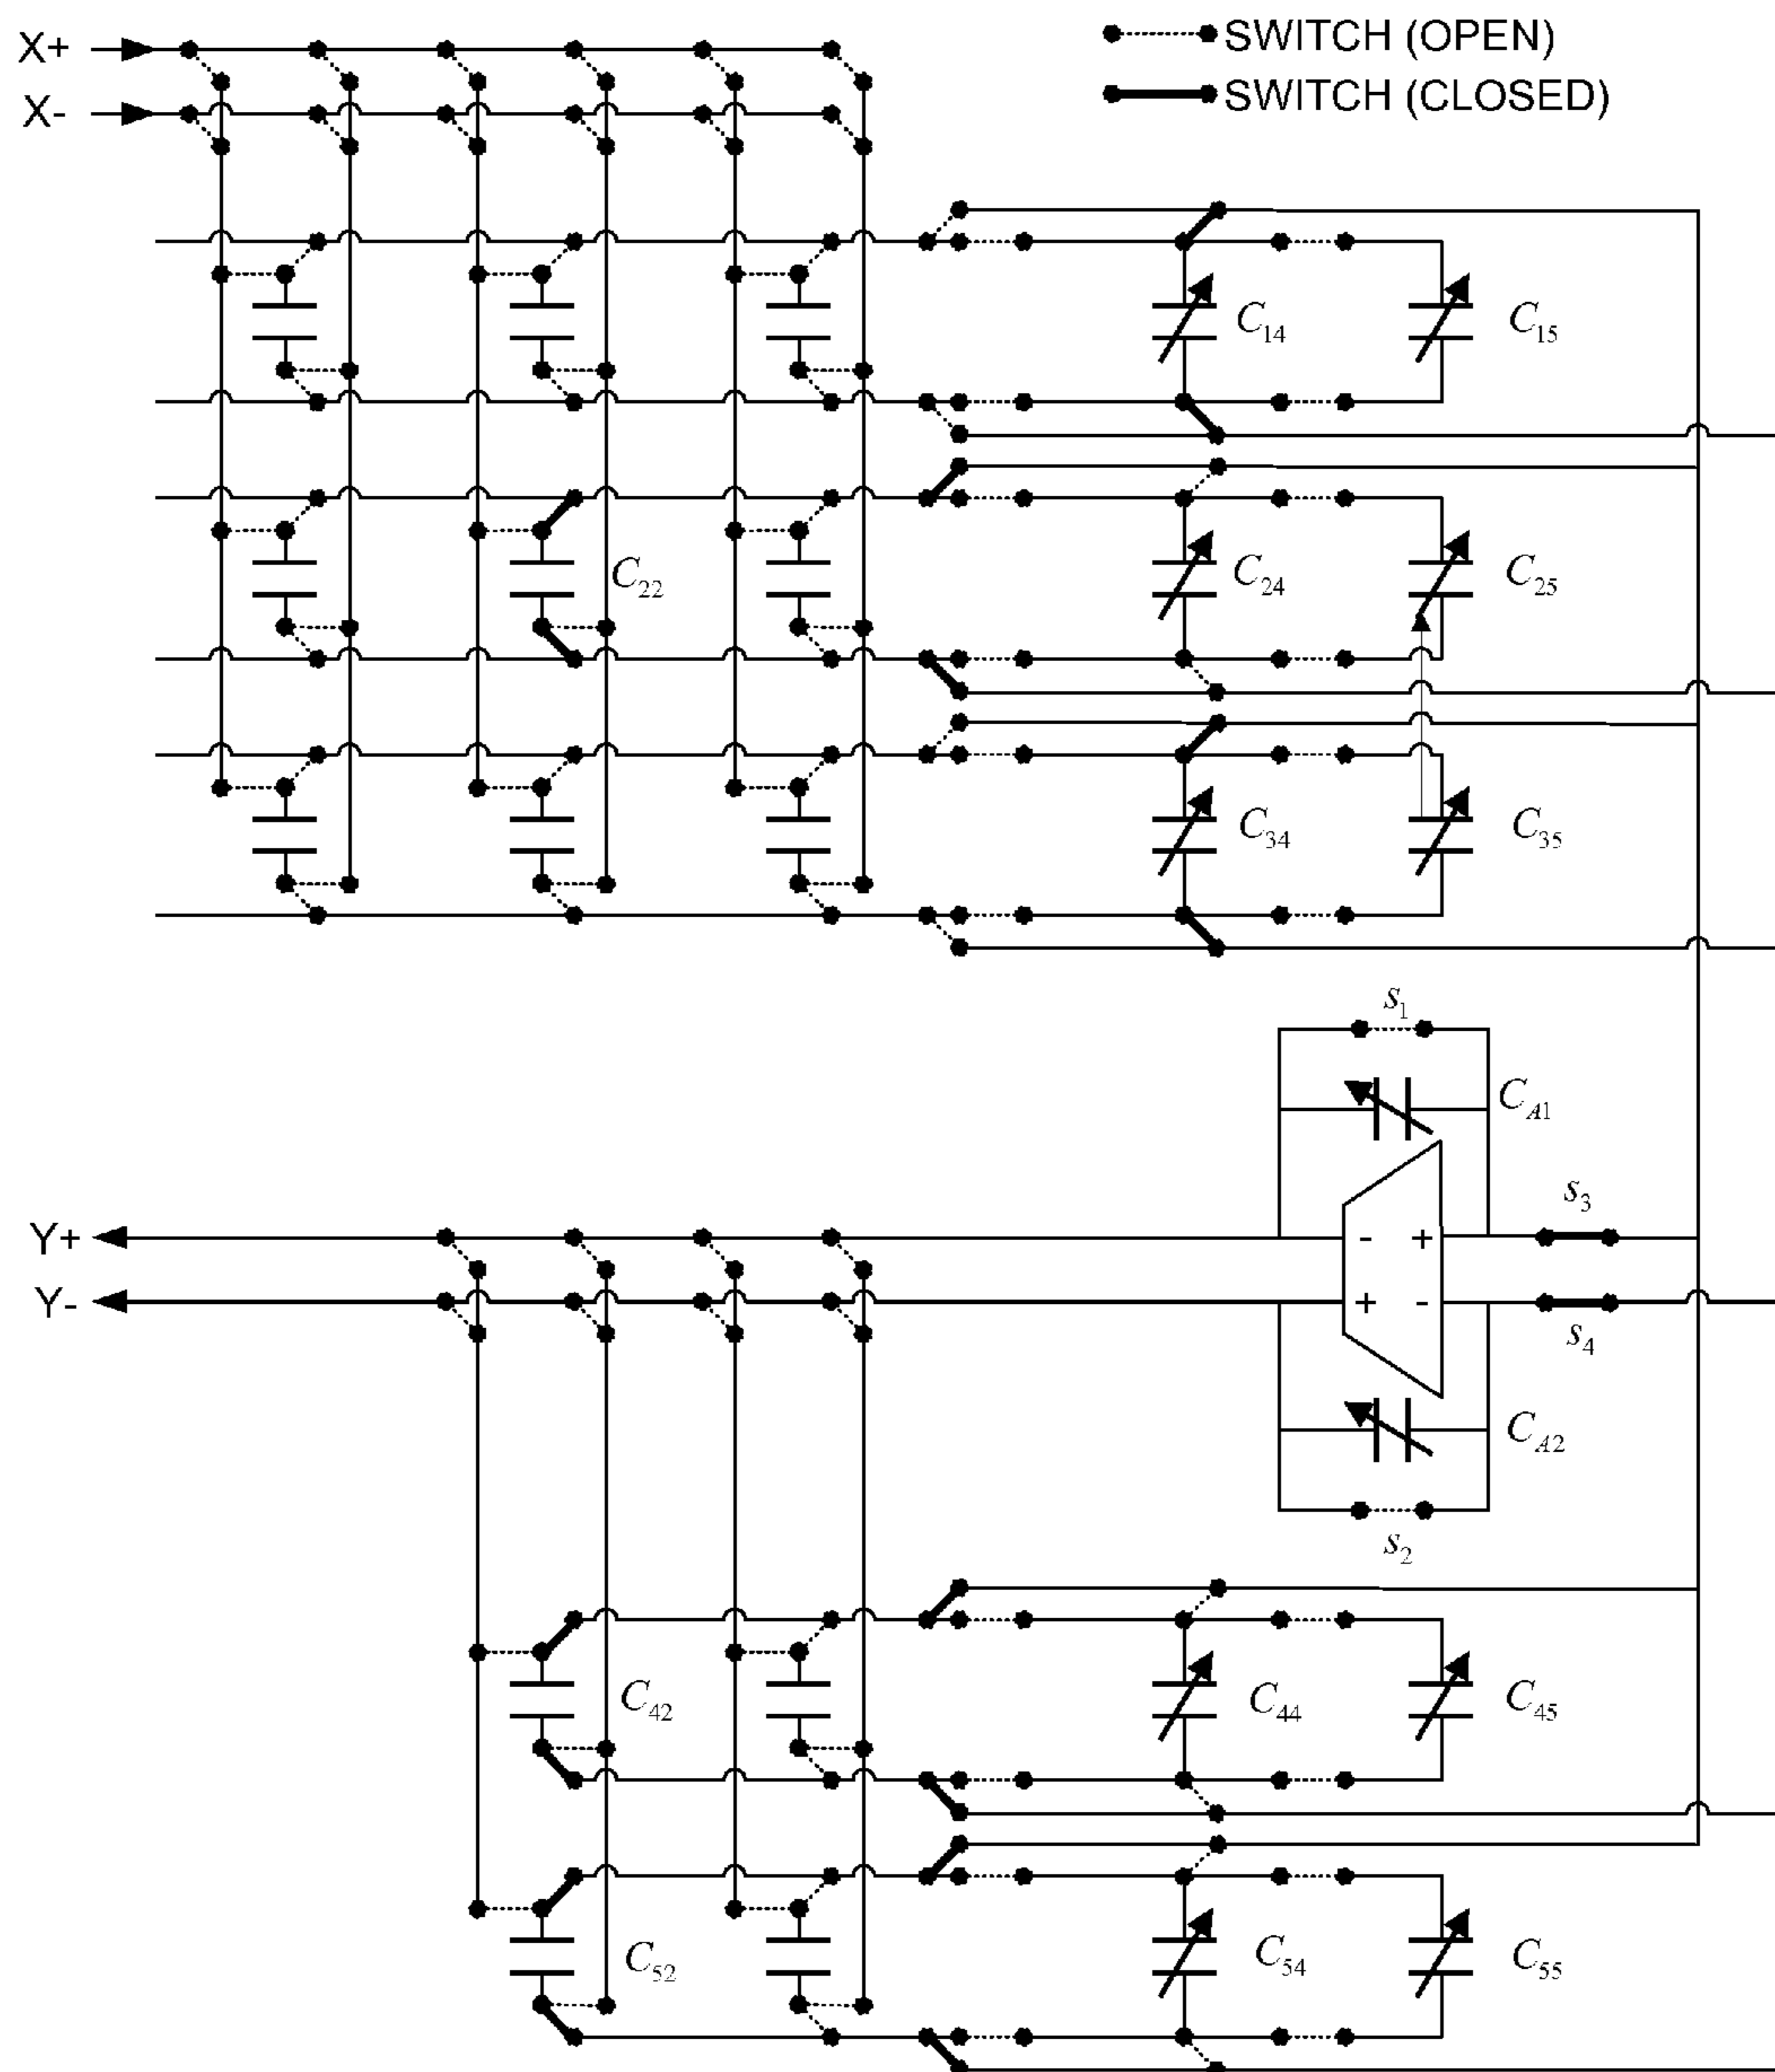 X+
SWITCH (OPEN)
X-
SWITCH (CLOSED)
C14
C15
C22
C24
C25
C34
C35
s1
CA1
s3
Y+
- +
Y-
+ -
s4
CA2
s2
C42
C44
C45
C52
C54
C55